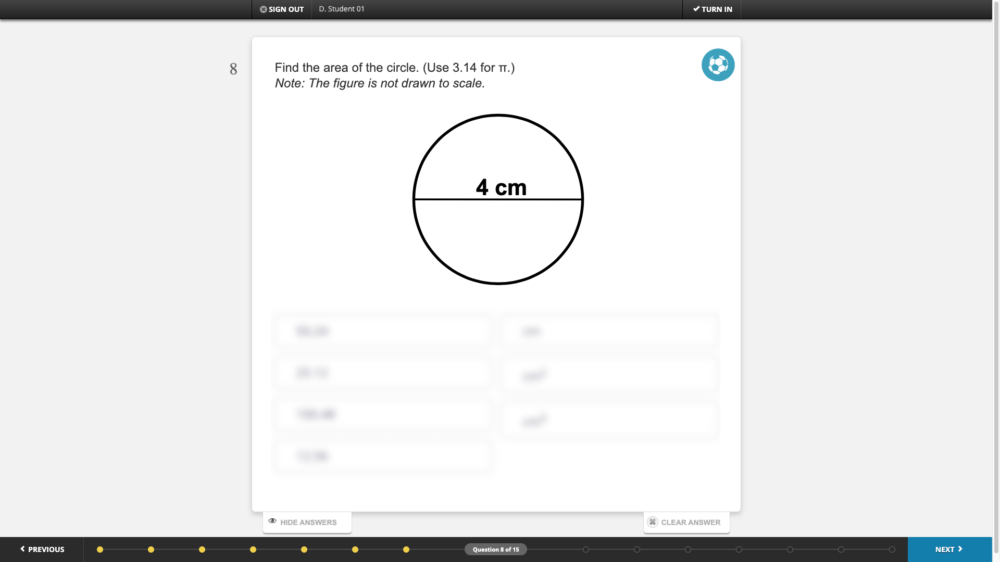 SIGN OUT
D. Student 01
TURN IN
8
Find the area of the circle. (Use 3.14 for π.)
Note: The figure is not drawn to scale.
4 cm
HIDE ANSWERS
CLEAR ANSWER
PREVIOUS
Question 8 of 15
NEXT